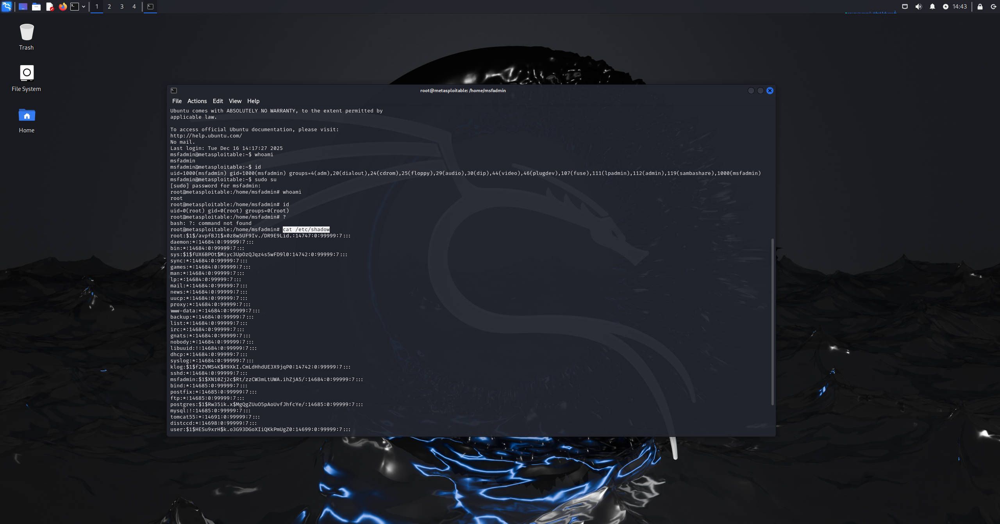 1 2 3 4
14:43
Trash
File System
Home
root@metasploitable: /home/msfadmin
File Actions Edit View Help
Ubuntu comes with ABSOLUTELY NO WARRANTY, to the extent permitted by
applicable law.
To access official Ubuntu documentation, please visit:
http://help.ubuntu.com/
No mail.
Last login: Tue Dec 16 14:17:27 2025
msfadmin@metasploitable:~$ whoami
msfadmin
msfadmin@metasploitable:~$ id
uid=1000(msfadmin) gid=1000(msfadmin) groups=4(adm),20(dialout),24(cdrom),25(floppy),29(audio),30(dip),44(video),46(plugdev),107(fuse),111(lpadmin),112(admin),119(sambashare),1000(msfadmin)
msfadmin@metasploitable:~$ sudo su
[sudo] password for msfadmin:
root@metasploitable:/home/msfadmin# whoami
root
root@metasploitable:/home/msfadmin# id
uid=0(root) gid=0(root) groups=0(root)
root@metasploitable:/home/msfadmin# ?
bash: ?: command not found
root@metasploitable:/home/msfadmin# cat /etc/shadow
root:$1$/avpfBJ1$x0z8w5UF9Iv./DR9E9Lid.:14747:0:99999:7:::
daemon:*:14684:0:99999:7:::
bin:*:14684:0:99999:7:::
sys:$1$fUX6BPOt$Miyc3UpOzQJqz4s5wFD9l0:14742:0:99999:7:::
sync:*:14684:0:99999:7:::
games:*:14684:0:99999:7:::
man:*:14684:0:99999:7:::
lp:*:14684:0:99999:7:::
mail:*:14684:0:99999:7:::
news:*:14684:0:99999:7:::
uucp:*:14684:0:99999:7:::
proxy:*:14684:0:99999:7:::
www-data:*:14684:0:99999:7:::
backup:*:14684:0:99999:7:::
list:*:14684:0:99999:7:::
irc:*:14684:0:99999:7:::
gnats:*:14684:0:99999:7:::
nobody:*:14684:0:99999:7:::
libuuid:!:14684:0:99999:7:::
dhcp:*:14684:0:99999:7:::
syslog:*:14684:0:99999:7:::
klog:$1$f2ZVMS4K$R9XkI.CmLdHhdUE3X9jqP0:14742:0:99999:7:::
sshd:*:14684:0:99999:7:::
msfadmin:$1$XN10Zj2c$Rt/zzCW3mLtUWA.ihZjA5/:14684:0:99999:7:::
bind:*:14685:0:99999:7:::
postfix:*:14685:0:99999:7:::
ftp:*:14685:0:99999:7:::
postgres:$1$Rw35ik.x$MgQgZUuO5pAoUvfJhfcYe/:14685:0:99999:7:::
mysql:!:14685:0:99999:7:::
tomcat55:*:14691:0:99999:7:::
distccd:*:14698:0:99999:7:::
user:$1$HESu9xrH$k.o3G93DGoXIiQKkPmUgZ0:14699:0:99999:7:::